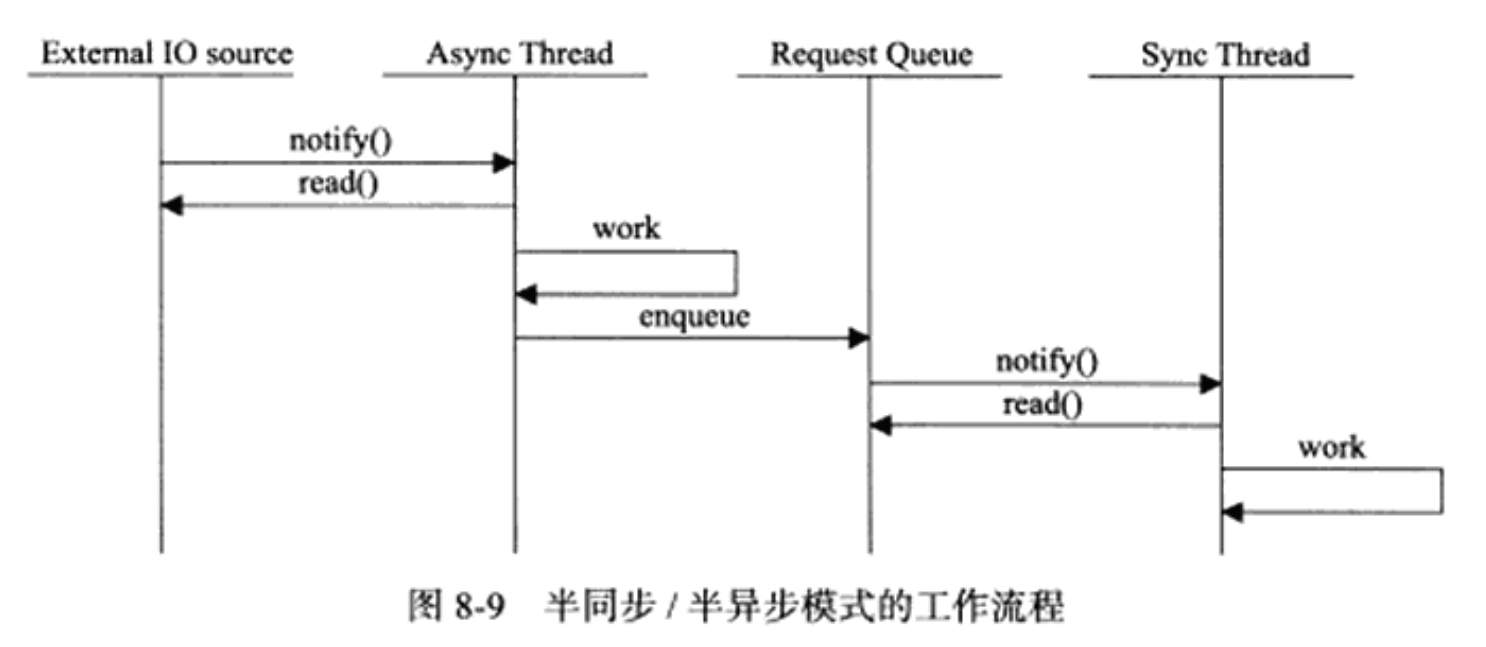 External IO source    Async Thread    Request Queue    Sync Thread
notify()
read()
work
enqueue
notify()
read()
work
图 8-9 半同步 / 半异步模式的工作流程